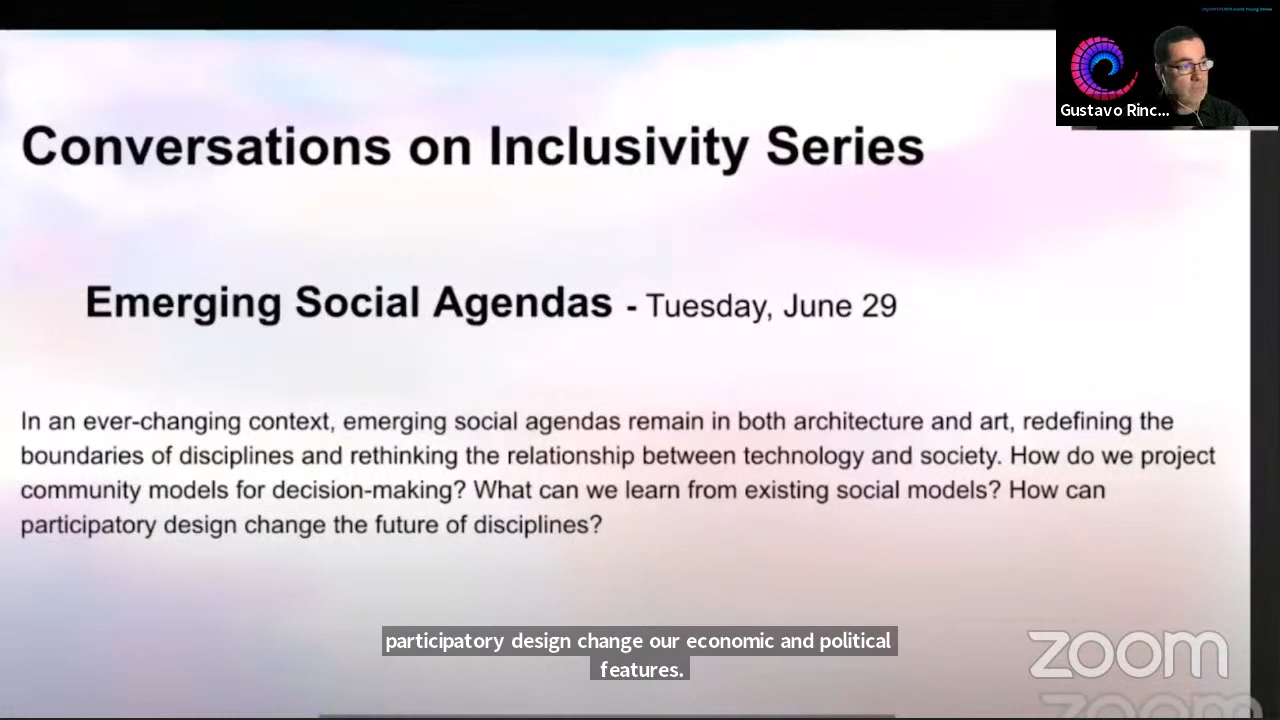 Conversations on Inclusivity Series
Gustavo Rinc...
Emerging Social Agendas - Tuesday, June 29
In an ever-changing context, emerging social agendas remain in both architecture and art, redefining the
boundaries of disciplines and rethinking the relationship between technology and society. How do we project
community models for decision-making? What can we learn from existing social models? How can
participatory design change the future of disciplines?
participatory design change our economic and political
features.
zoom
zoom